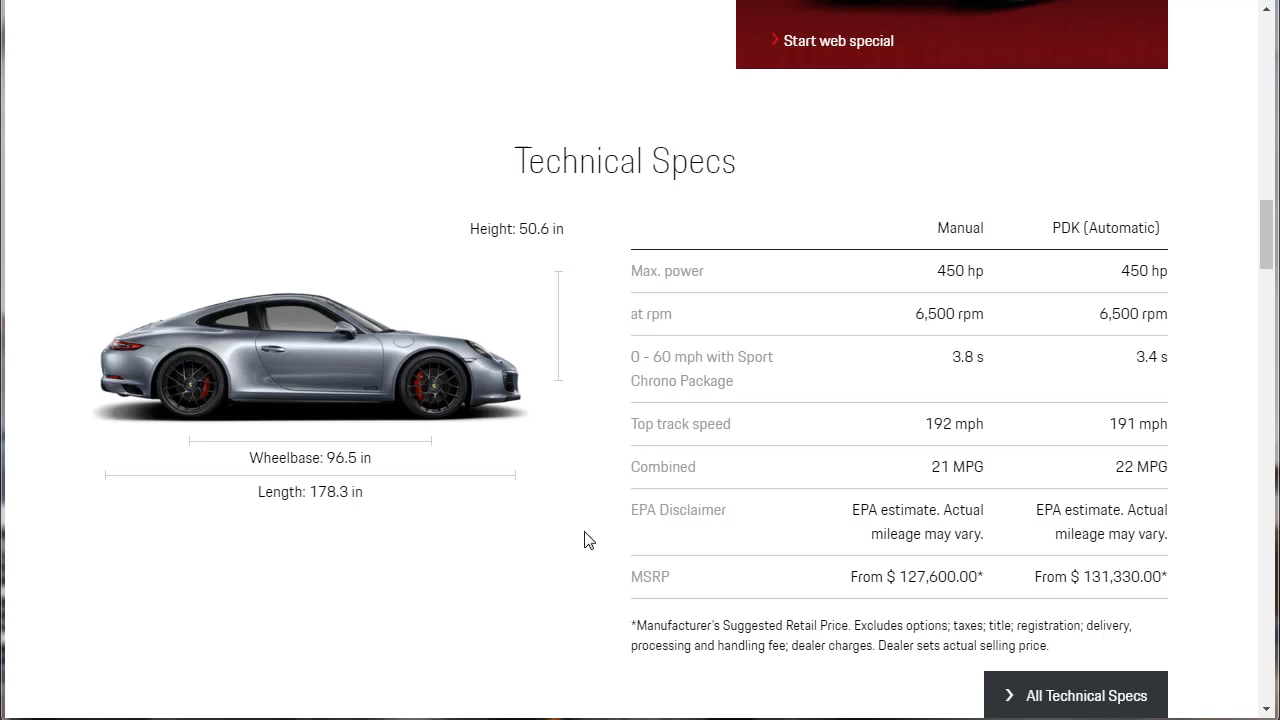 Start web special
Technical Specs
Height: 50.6 in
Wheelbase: 96.5 in
Length: 178.3 in
Manual PDK (Automatic)
Max. power 450 hp 450 hp
at rpm 6,500 rpm 6,500 rpm
0 - 60 mph with Sport 3.8 s 3.4 s
Chrono Package
Top track speed 192 mph 191 mph
Combined 21 MPG 22 MPG
EPA Disclaimer EPA estimate. Actual EPA estimate. Actual
mileage may vary. mileage may vary.
MSRP From $ 127,600.00* From $ 131,330.00*
*Manufacturer's Suggested Retail Price. Excludes options; taxes; title; registration; delivery,
processing and handling fee; dealer charges. Dealer sets actual selling price.
All Technical Specs